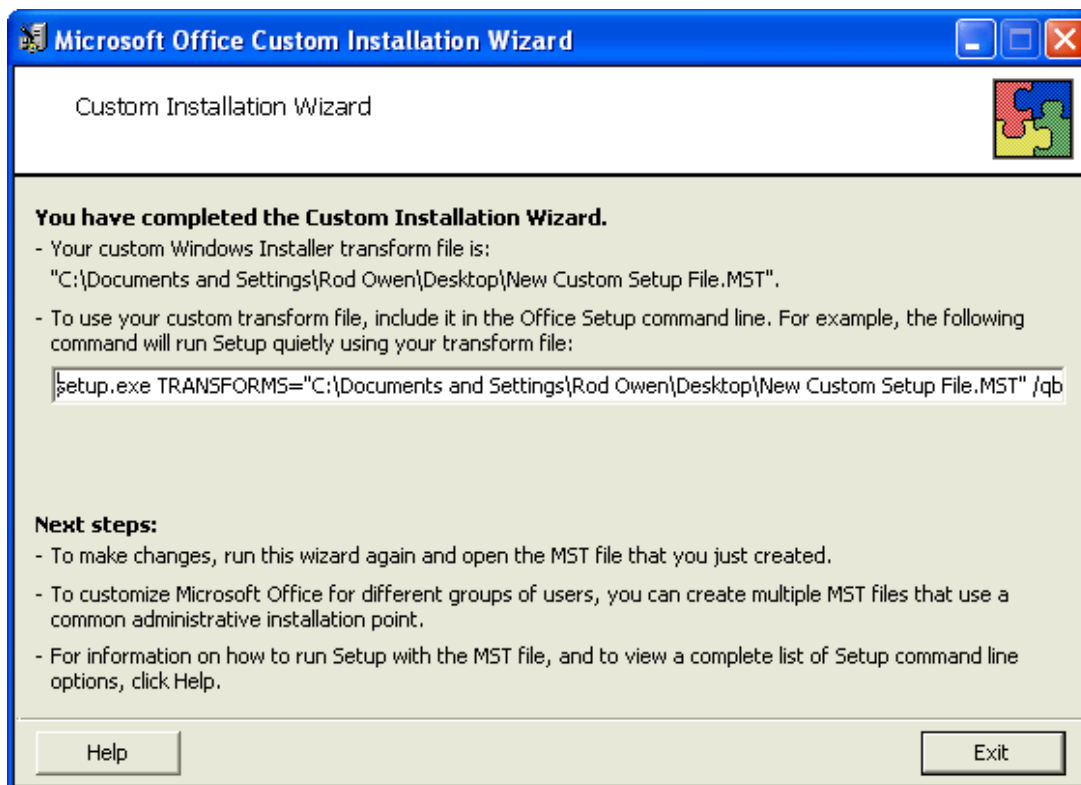 Microsoft Office Custom Installation Wizard
Custom Installation Wizard
You have completed the Custom Installation Wizard.
- Your custom Windows Installer transform file is:
"C:\Documents and Settings\Rod Owen\Desktop\New Custom Setup File.MST".
- To use your custom transform file, include it in the Office Setup command line. For example, the following
command will run Setup quietly using your transform file:
setup.exe TRANSFORMS="C:\Documents and Settings\Rod Owen\Desktop\New Custom Setup File.MST" /qb
Next steps:
- To make changes, run this wizard again and open the MST file that you just created.
- To customize Microsoft Office for different groups of users, you can create multiple MST files that use a
common administrative installation point.
- For information on how to run Setup with the MST file, and to view a complete list of Setup command line
options, click Help.
Help
Exit